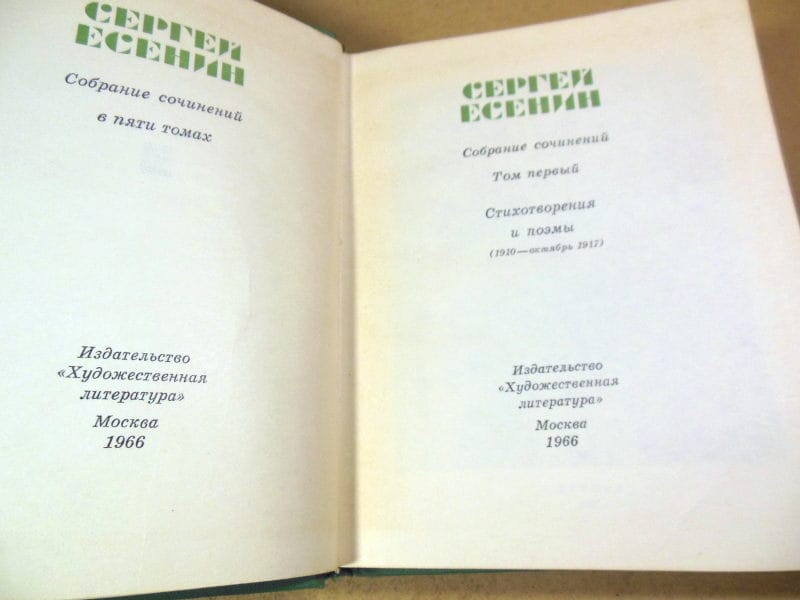 СЕРГЕЙ
ЕСЕНИН
Собрание сочинений
в пяти томах
Издательство
«Художественная
литература»
Москва
1966
СЕРГЕЙ
ЕСЕНИН
Собрание сочинений
Том первый
Стихотворения
и поэмы
(1910—октябрь 1917)
Издательство
«Художественная
литература»
Москва
1966